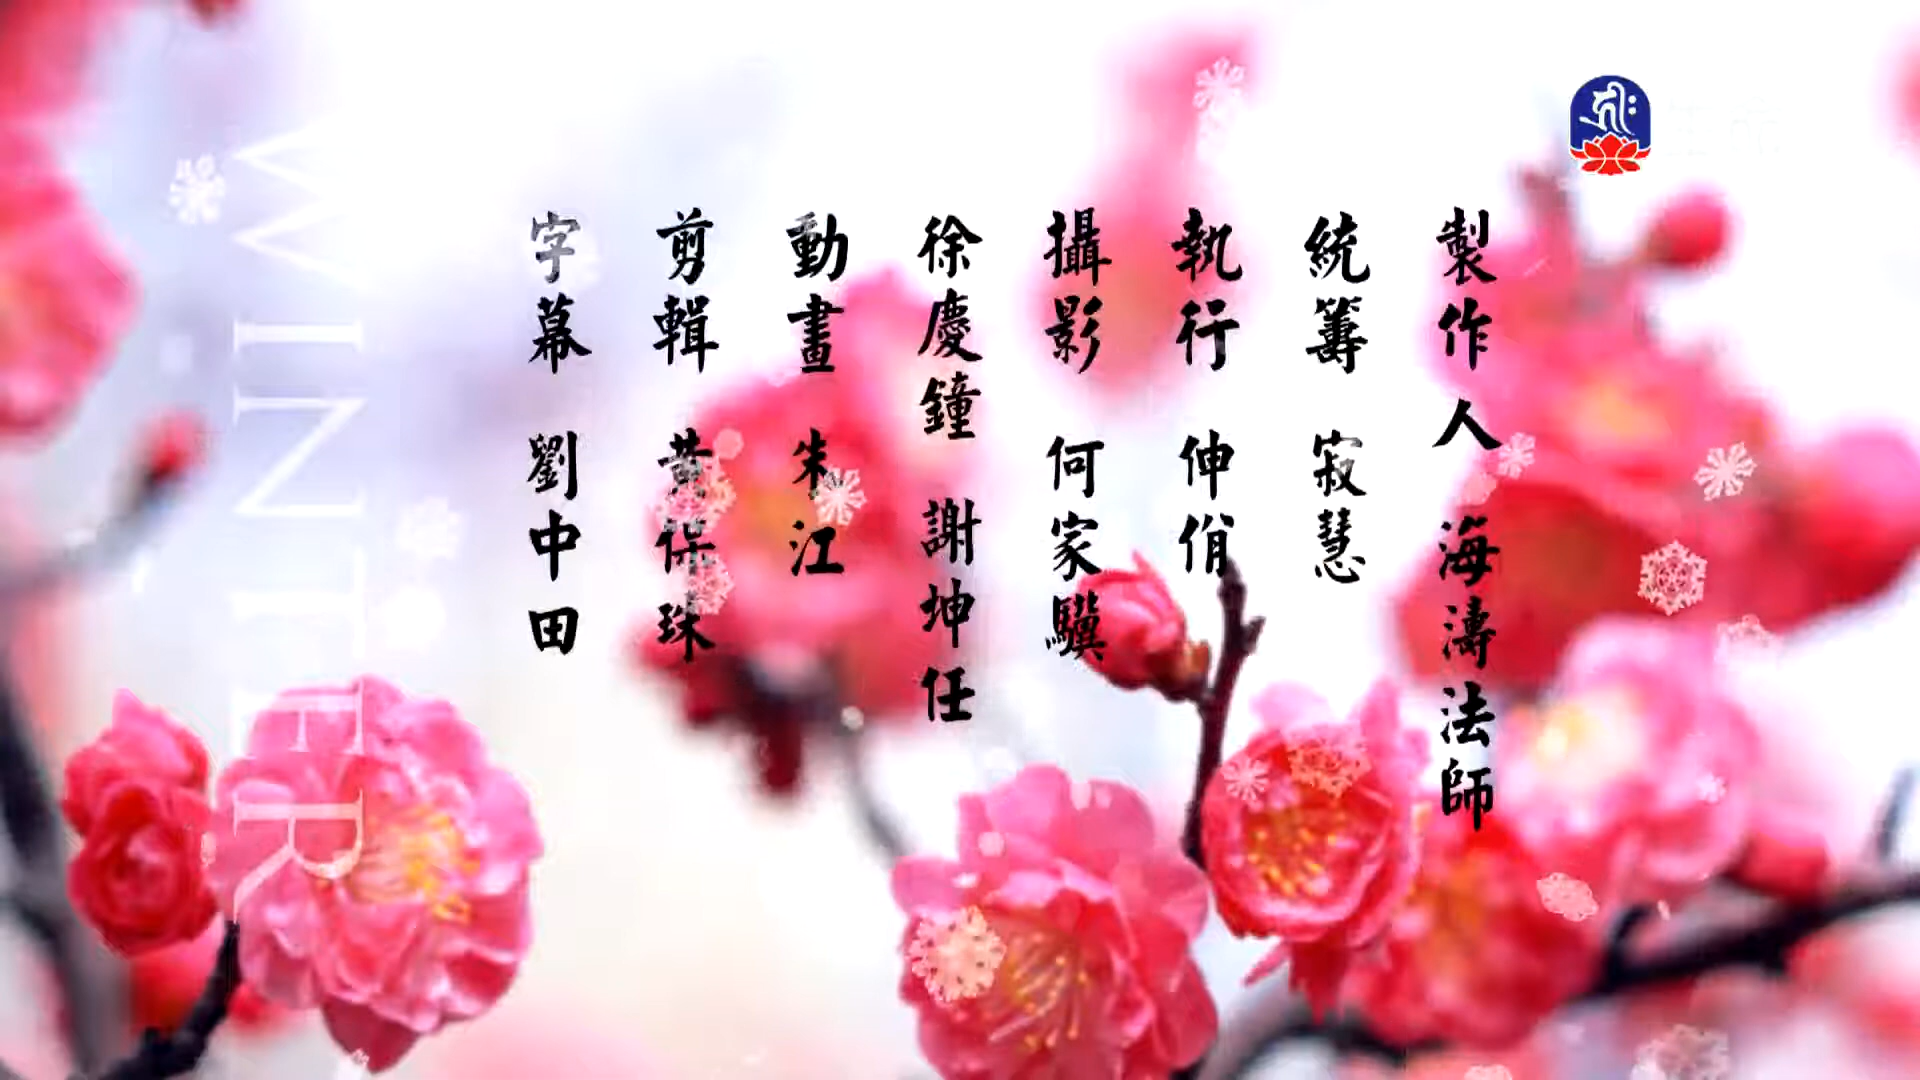 製作人 海濤法師
統籌 寂慧
執行 伸俏
攝影 何家驥
徐慶鐘 謝坤任
動畫 朱江
剪輯 黃保珠
字幕 劉中田
WINTER